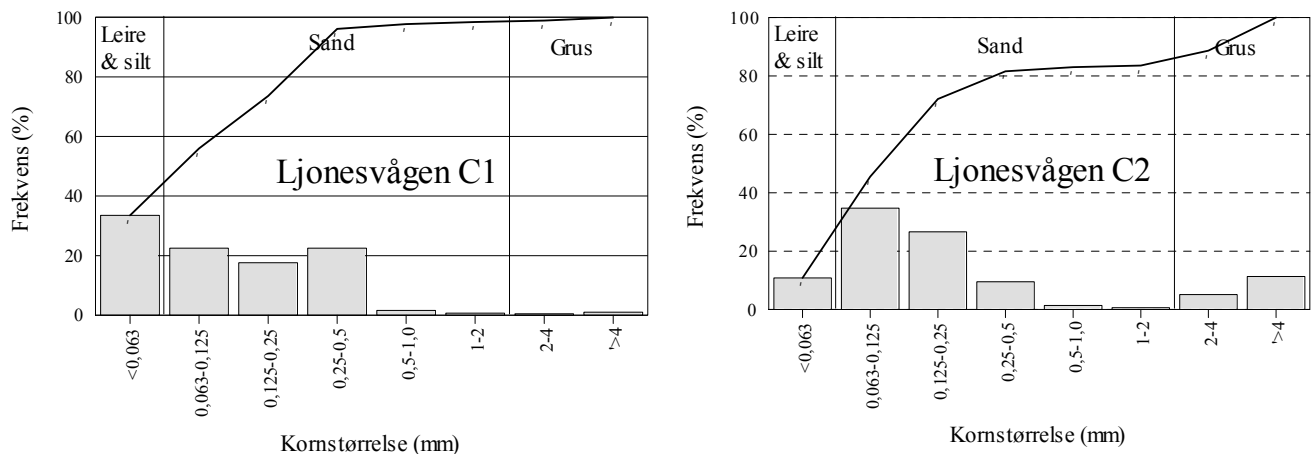 100
80
60
40
20
0
Frekvens (%)
Leire
& silt
Sand
Grus
Ljonesvågen C1
<0,063
0,063-0,125
0,125-0,25
0,25-0,5
0,5-1,0
1-2
2-4
'>4
Kornstørrelse (mm)
100
80
60
40
20
0
Frekvens (%)
Leire
& silt
Sand
Grus
Ljonesvågen C2
<0,063
0,063-0,125
0,125-0,25
0,25-0,5
0,5-1,0
1-2
2-4
'>4
Kornstørrelse (mm)